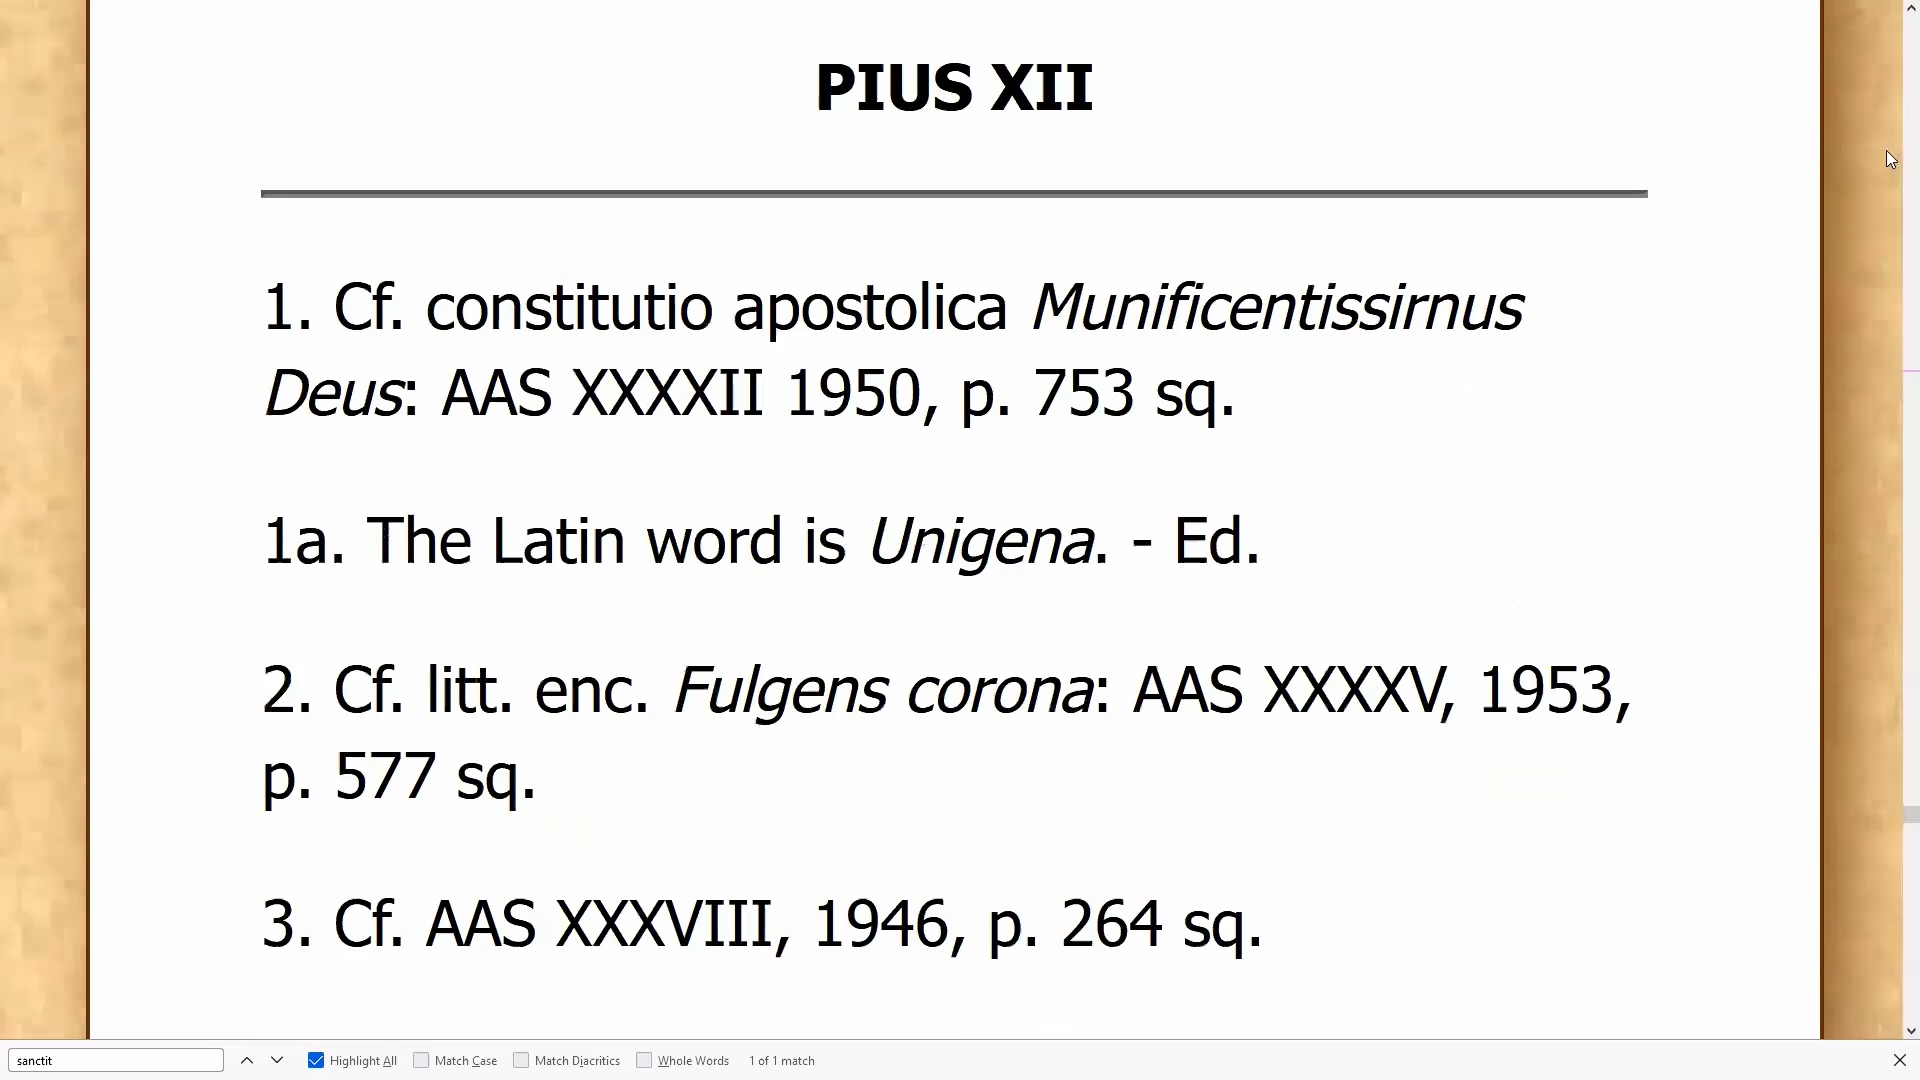 PIUS XII
1. Cf. constitutio apostolica Munificentissirnus
Deus: AAS XXXXII 1950, p. 753 sq.
1a. The Latin word is Unigena. - Ed.
2. Cf. litt. enc. Fulgens corona: AAS XXXXV, 1953,
p. 577 sq.
3. Cf. AAS XXXVIII, 1946, p. 264 sq.
sanctit Highlight All Match Case Match Diacritics Whole Words 1 of 1 match